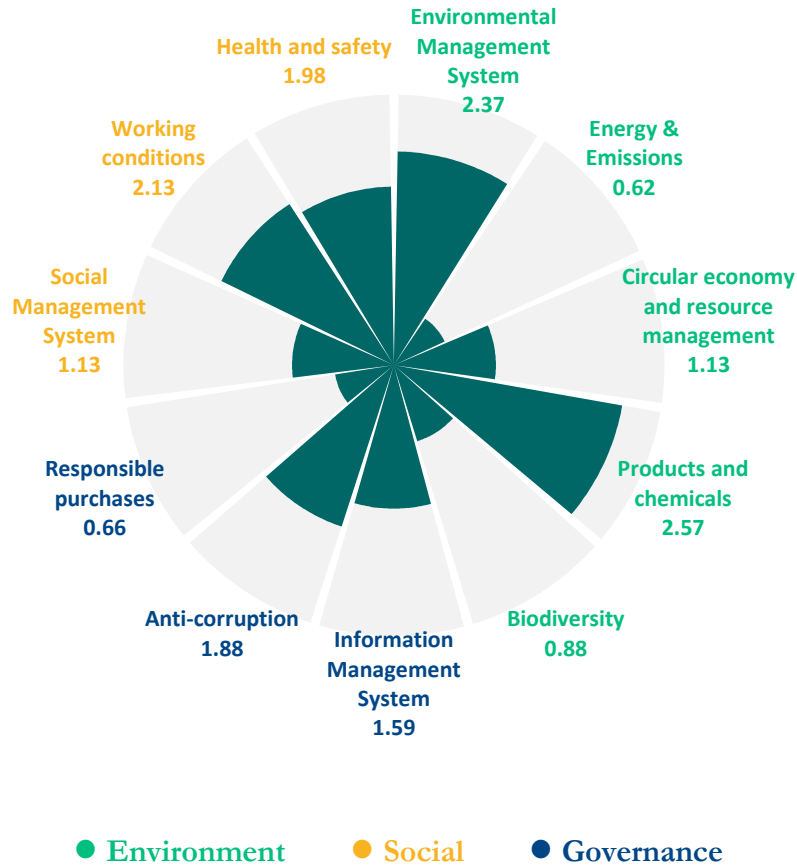 Environmental
Management
System
2.37
Energy &
Emissions
0.62
Circular economy
and resource
management
1.13
Products and
chemicals
2.57
Biodiversity
0.88
Information
Management
System
1.59
Anti-corruption
1.88
Responsible
purchases
0.66
Social
Management
System
1.13
Working
conditions
2.13
Health and safety
1.98
Environment
Social
Governance